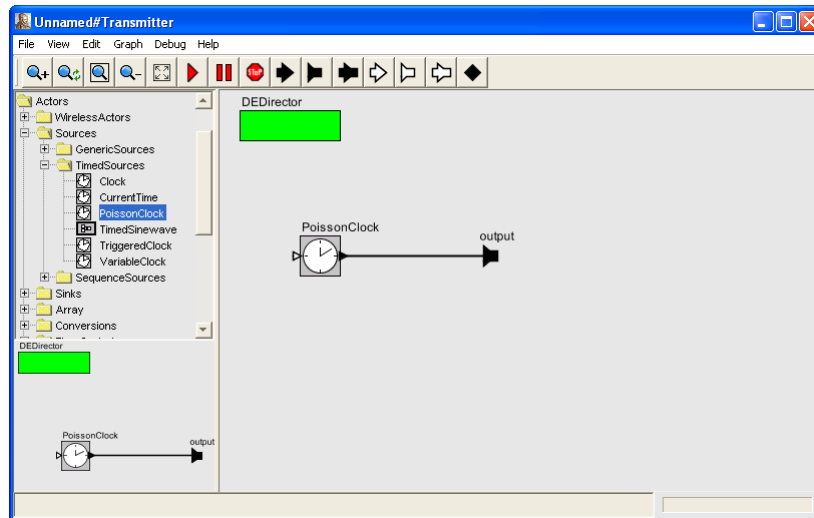 Unnamed#Transmitter
File View Edit Graph Debug Help
STOP
Actors
WirelessActors
Sources
GenericSources
TimedSources
Clock
CurrentTime
PoissonClock
TimedSinewave
TriggeredClock
VariableClock
SequenceSources
Sinks
Array
Conversions
DEDirector
PoissonClock
output
DEDirector
PoissonClock
output